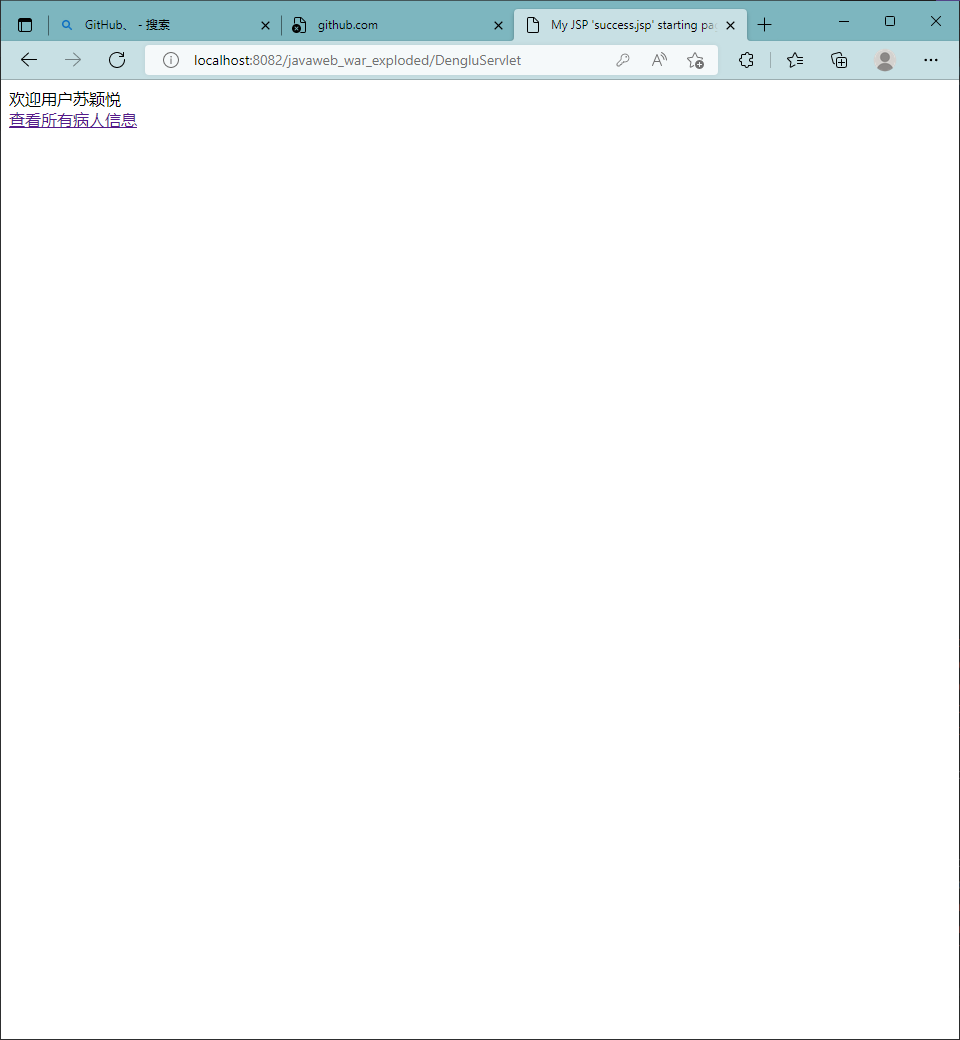 GitHub、 - 搜索
github.com
My JSP 'success.jsp' starting pa
localhost:8082/javaweb_war_exploded/DengluServlet
欢迎用户苏颖悦
查看所有病人信息